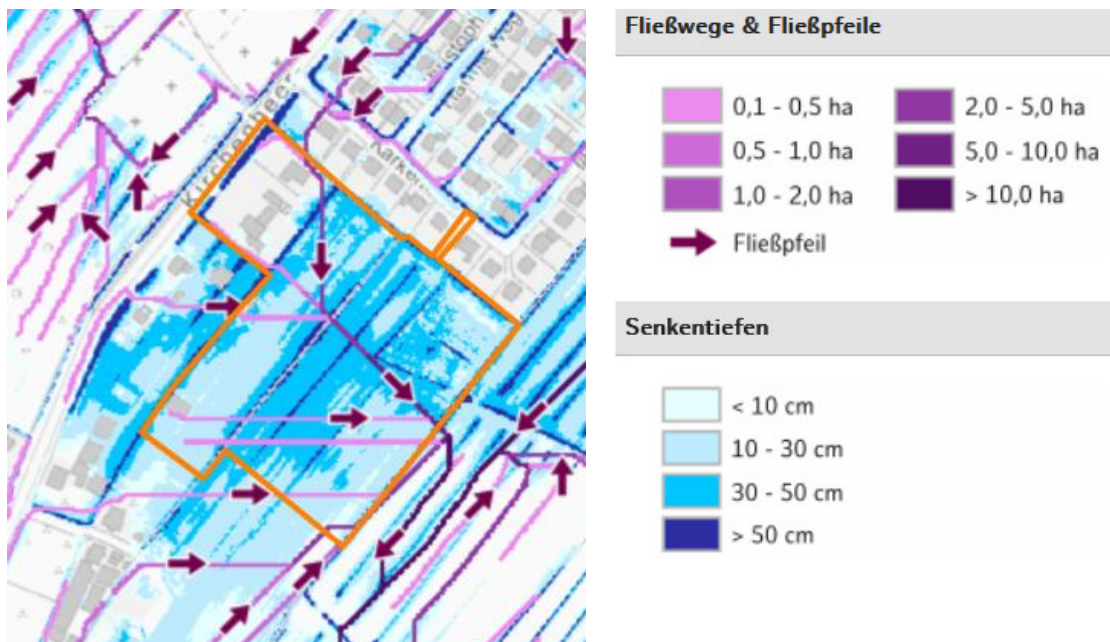 Fließwege & Fließpfeile
0,1 - 0,5 ha
2,0 - 5,0 ha
0,5 - 1,0 ha
5,0 - 10,0 ha
1,0 - 2,0 ha
> 10,0 ha
Fließpfeil
Senkentiefen
< 10 cm
10 - 30 cm
30 - 50 cm
> 50 cm